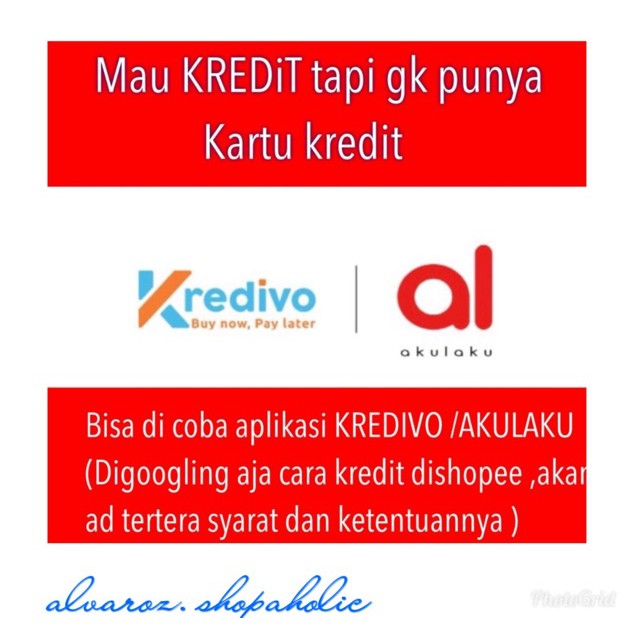 Mau KREDiT tapi gk punya
Kartu kredit
Kredivo
Buy now, Pay later
al
akulaku
Bisa di coba aplikasi KREDIVO /AKULAKU
(Digoogling aja cara kredit dishopee ,akan
ad tertera syarat dan ketentuannya )
alvaroz. shopaholic
PhotoGrid